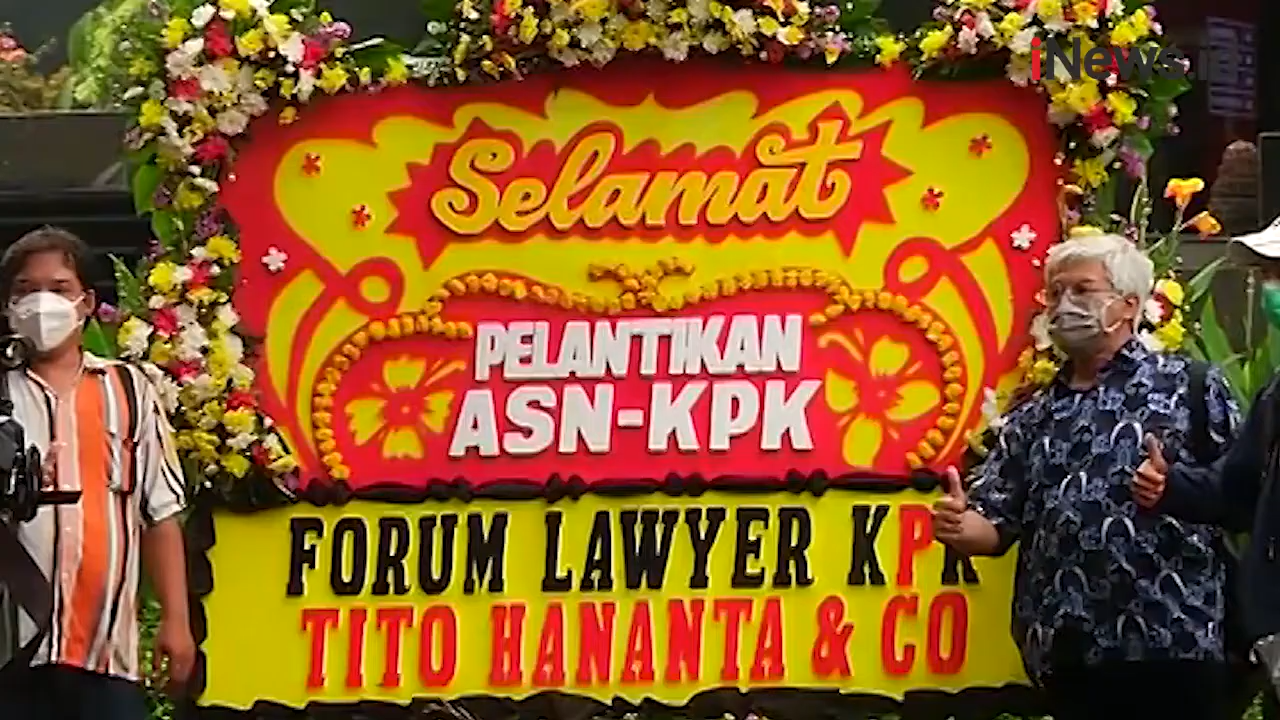 iNews
Selamat
PELANTIKAN
ASN-KPK
FORUM LAWYER KPK
TITO HANANTA & CO